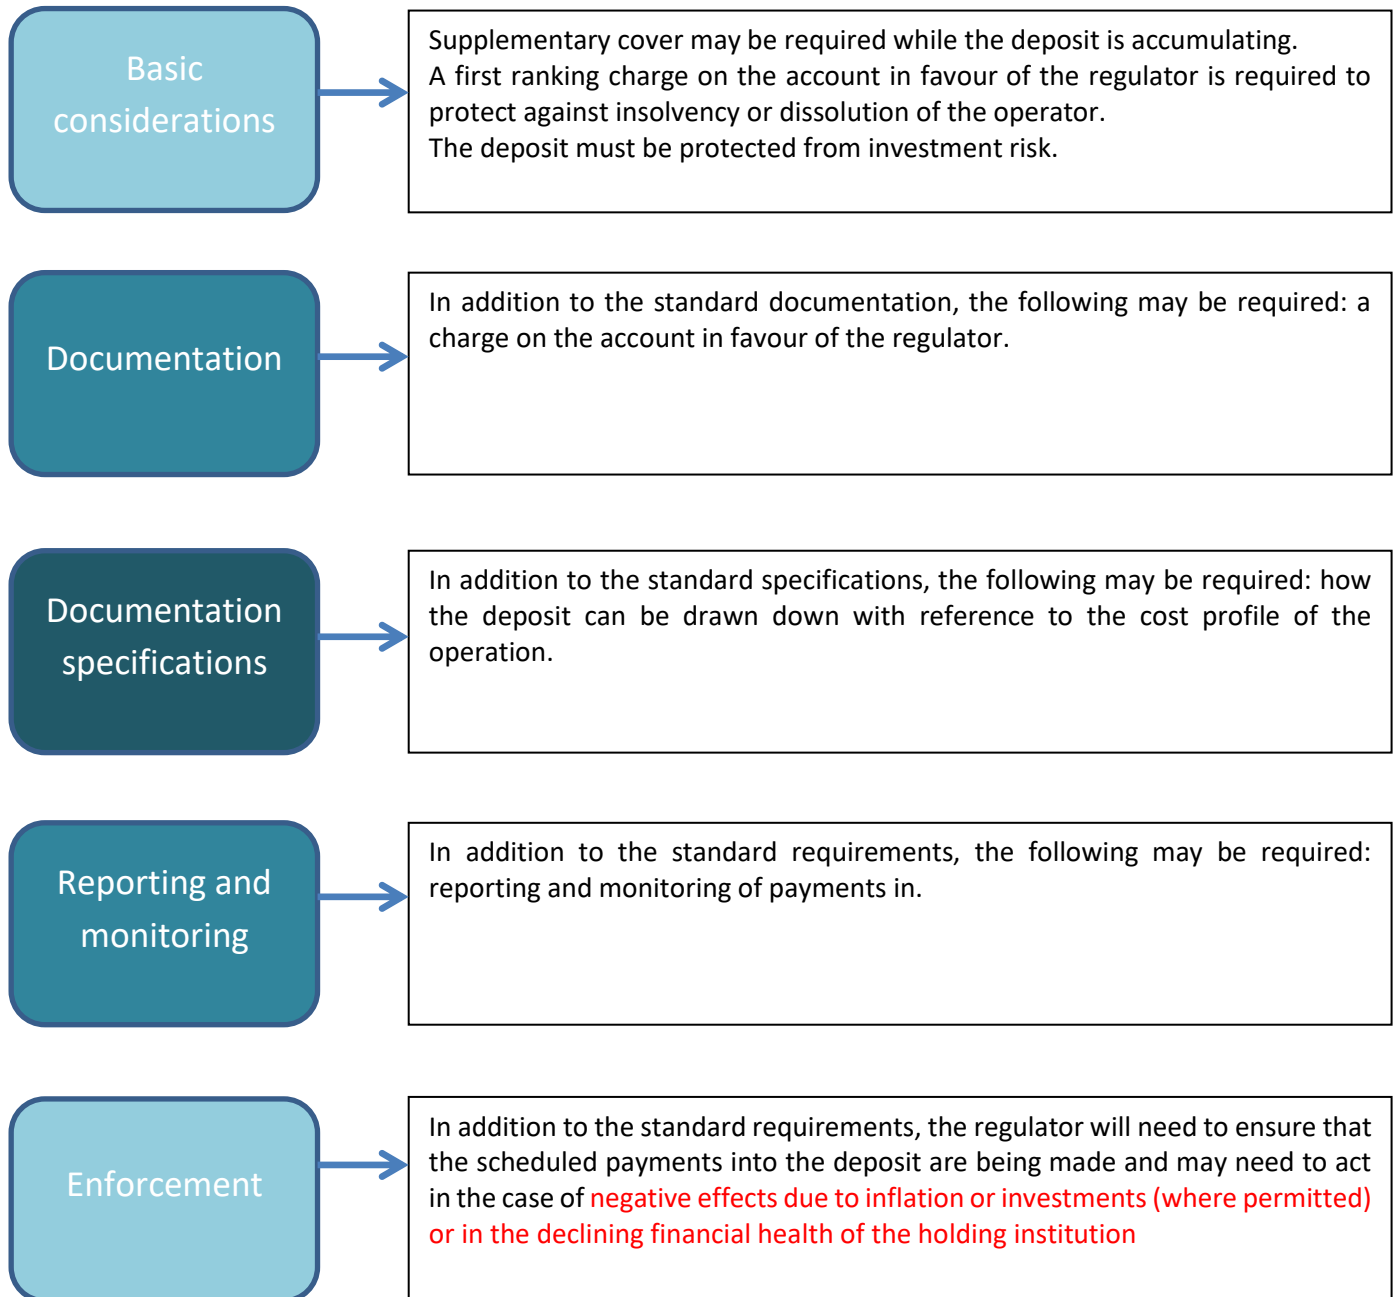 Basic
considerations
Supplementary cover may be required while the deposit is accumulating.
A first ranking charge on the account in favour of the regulator is required to
protect against insolvency or dissolution of the operator.
The deposit must be protected from investment risk.
Documentation
In addition to the standard documentation, the following may be required: a
charge on the account in favour of the regulator.
Documentation
specifications
In addition to the standard specifications, the following may be required: how
the deposit can be drawn down with reference to the cost profile of the
operation.
Reporting and
monitoring
In addition to the standard requirements, the following may be required:
reporting and monitoring of payments in.
Enforcement
In addition to the standard requirements, the regulator will need to ensure that
the scheduled payments into the deposit are being made and may need to act
in the case of negative effects due to inflation or investments (where permitted)
or in the declining financial health of the holding institution